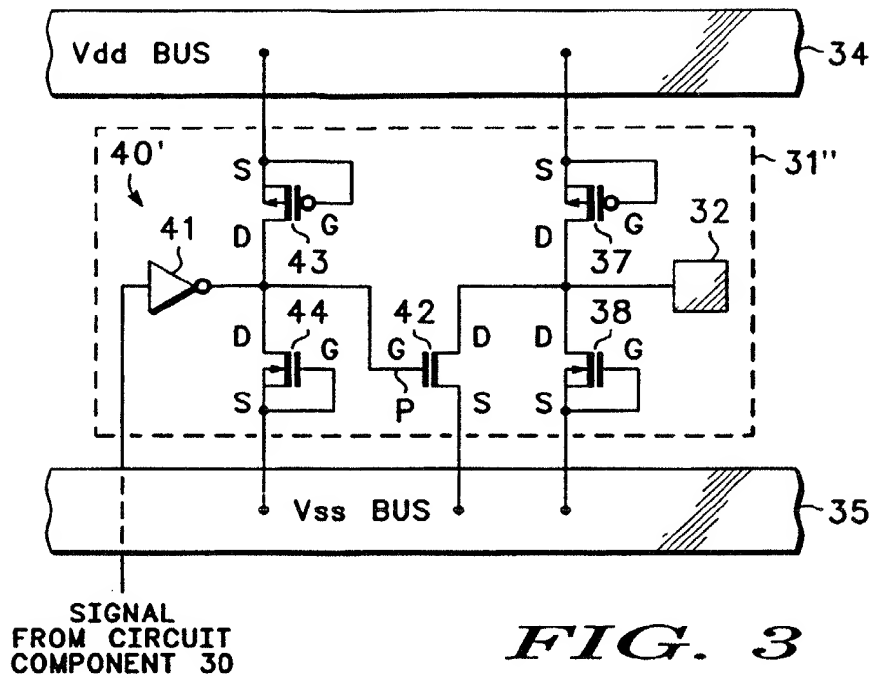 Vdd BUS
34
40'
S
S
31"
41
G
G
32
D
43
D
37
44
42
38
D
G
G
D
D
G
S
P
S
S
Vss BUS
35
SIGNAL
FROM CIRCUIT
COMPONENT 30
FIG. 3